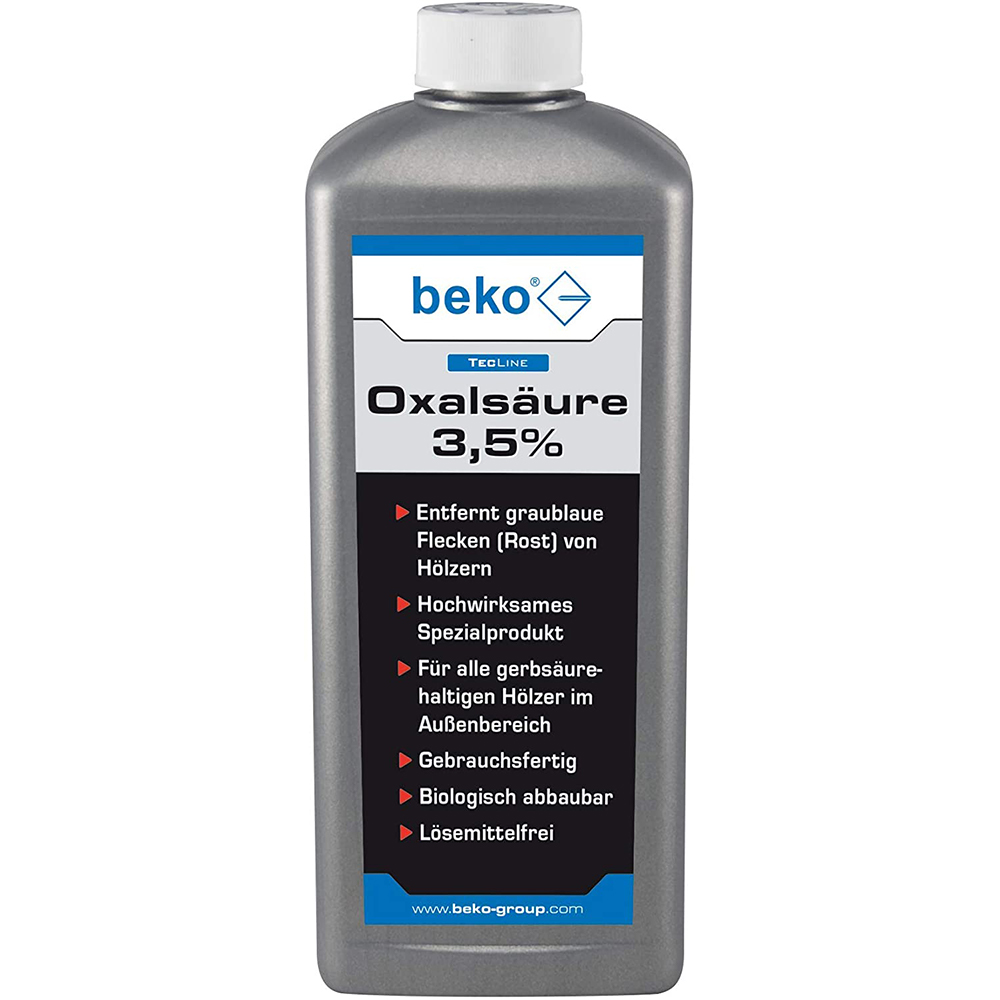 beko®
TECLINE
Oxalsäure
3,5%
Entfernt graublaue
Flecken (Rost) von
Hölzern
Hochwirksames
Spezialprodukt
Für alle gerbsäure-
haltigen Hölzer im
Außenbereich
Gebrauchsfertig
Biologisch abbaubar
Lösemittelfrei
www.beko-group.com